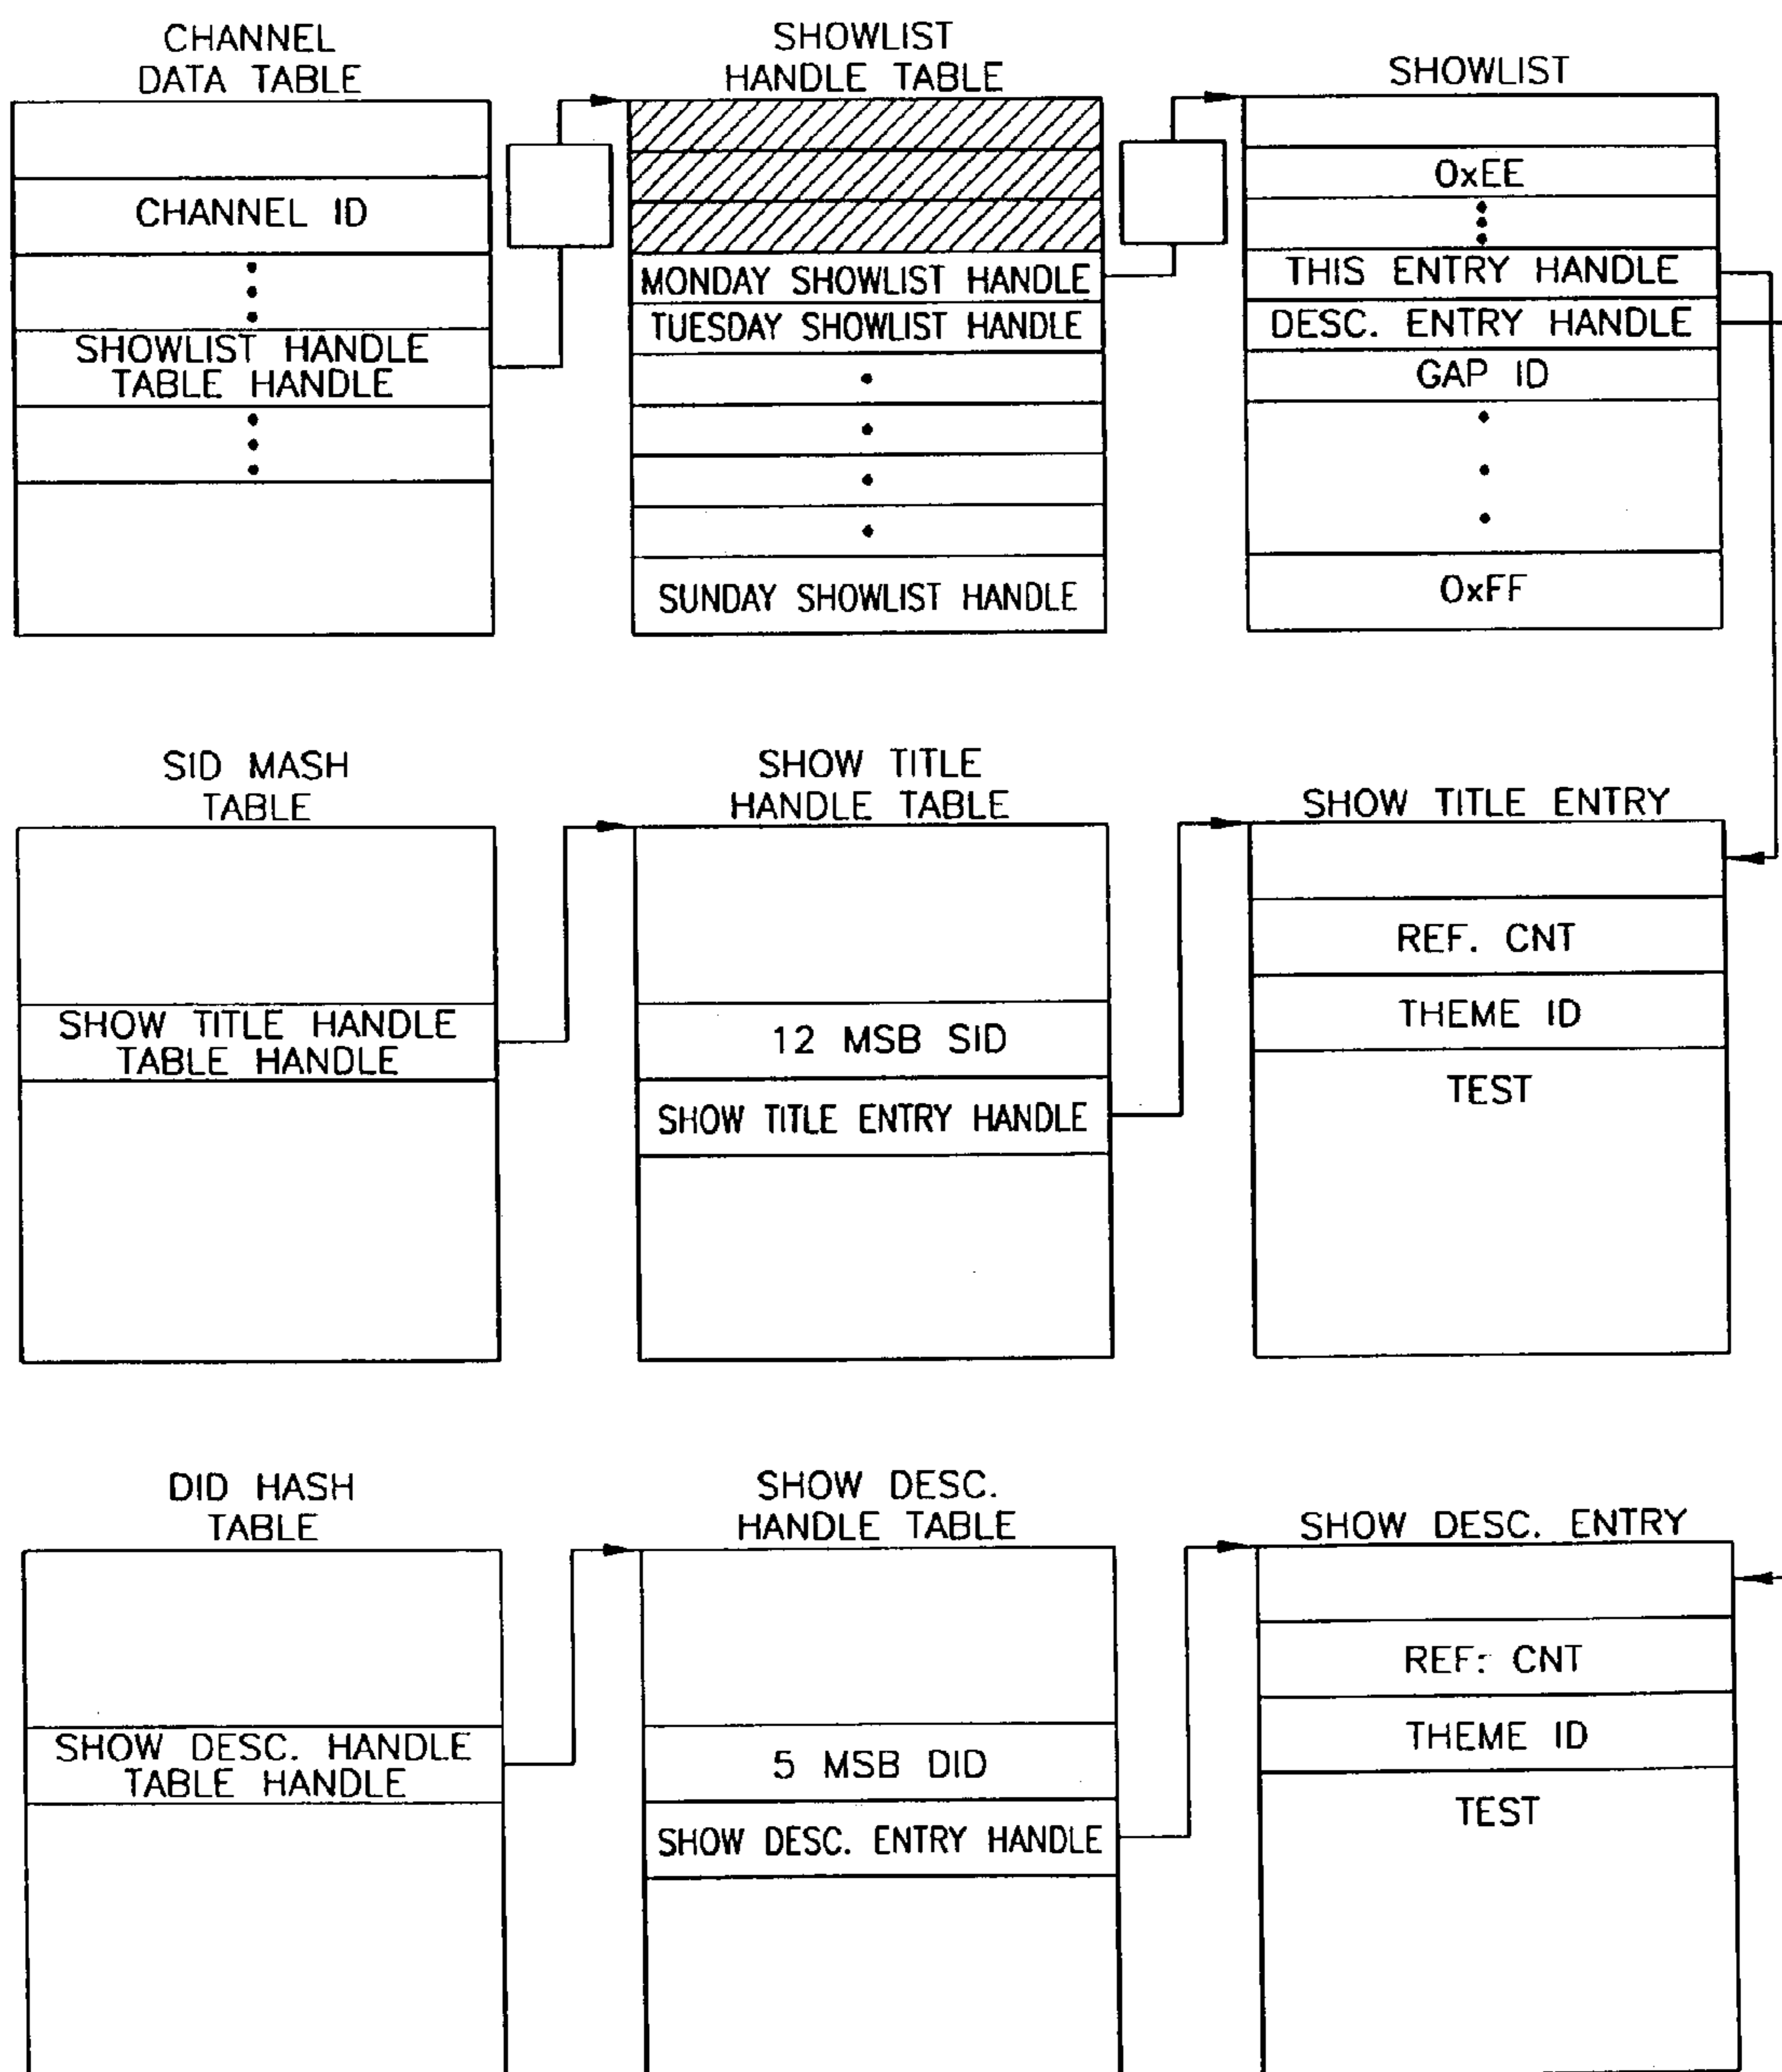 CHANNEL
DATA TABLE
CHANNEL ID
SHOWLIST HANDLE
TABLE HANDLE
SHOWLIST
HANDLE TABLE
MONDAY SHOWLIST HANDLE
TUESDAY SHOWLIST HANDLE
SUNDAY SHOWLIST HANDLE
SHOWLIST
0xEE
THIS ENTRY HANDLE
DESC. ENTRY HANDLE
GAP ID
0xFF
SID MASH
TABLE
SHOW TITLE HANDLE
TABLE HANDLE
SHOW TITLE
HANDLE TABLE
12 MSB SID
SHOW TITLE ENTRY HANDLE
SHOW TITLE ENTRY
REF. CNT
THEME ID
TEST
DID HASH
TABLE
SHOW DESC. HANDLE
TABLE HANDLE
SHOW DESC.
HANDLE TABLE
5 MSB DID
SHOW DESC. ENTRY HANDLE
SHOW DESC. ENTRY
REF: CNT
THEME ID
TEST